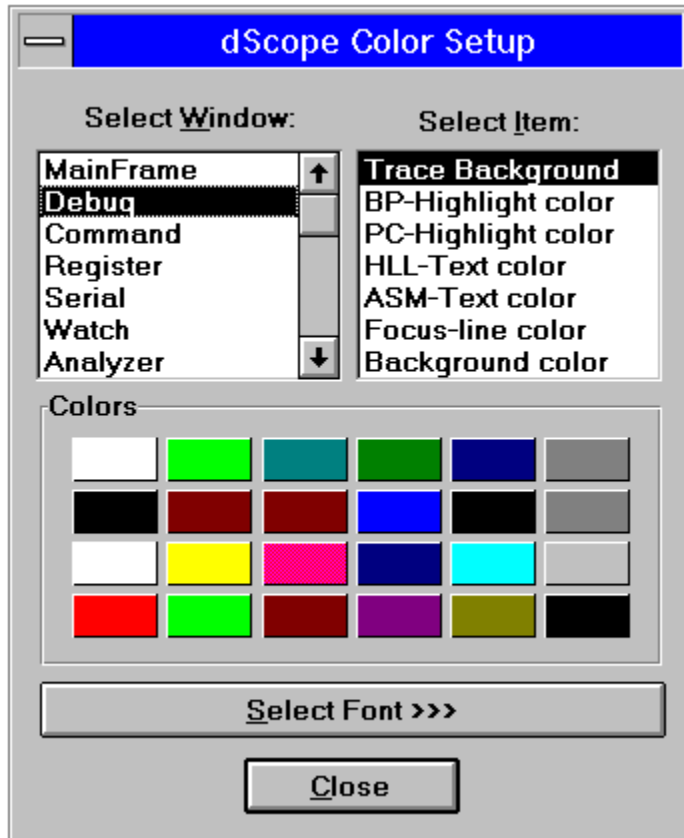 dScope Color Setup
Select Window:
MainFrame
Debug
Command
Register
Serial
Watch
Analyzer
Select Item:
Trace Background
BP-Highlight color
PC-Highlight color
HLL-Text color
ASM-Text color
Focus-line color
Background color
Colors
Select Font >>>
Close